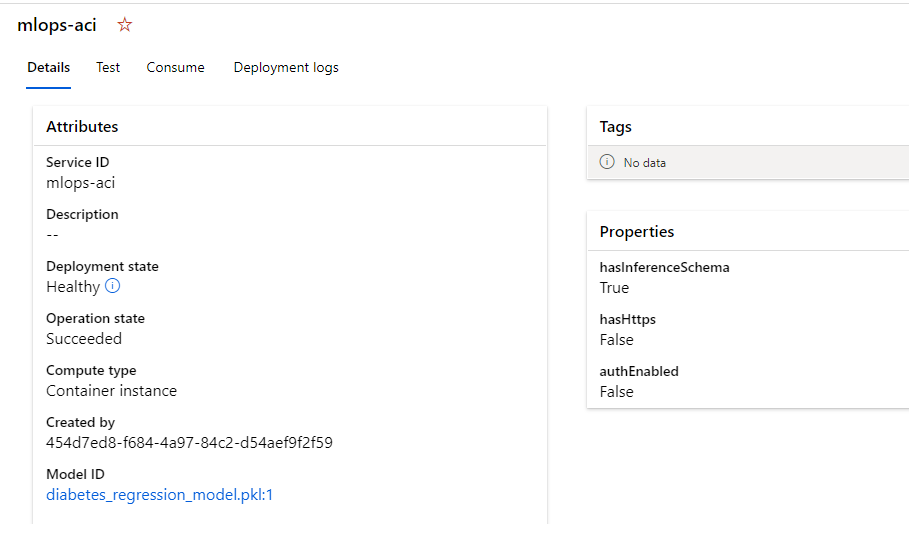 mlops-aci
Details
Test
Consume
Deployment logs
Attributes
Service ID
mlops-aci
Description
--
Deployment state
Healthy
Operation state
Succeeded
Compute type
Container instance
Created by
454d7ed8-f684-4a97-84c2-d54aef9f2f59
Model ID
diabetes_regression_model.pkl:1
Tags
No data
Properties
hasInferenceSchema
True
hasHttps
False
authEnabled
False